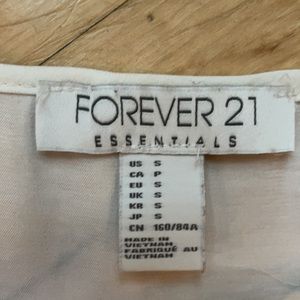 FOREVER 21
ESSENTIALS
US S
CA P
EU S
UK S
KR S
JP S
CN 160/84A
MADE IN
VIETNAM
FABRIQUÉ AU
VIETNAM